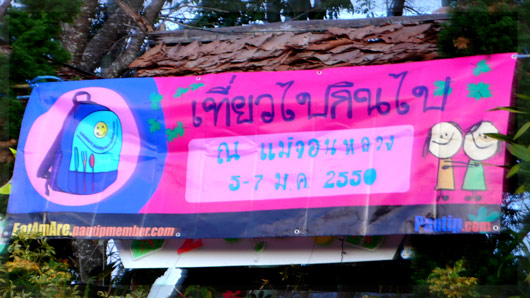 เที่ยวไปกินไป
ณ แม่จอนหลวง
5-7 ม.ค. 2550
EatAmAre.pantipmember.com
Pantip.com